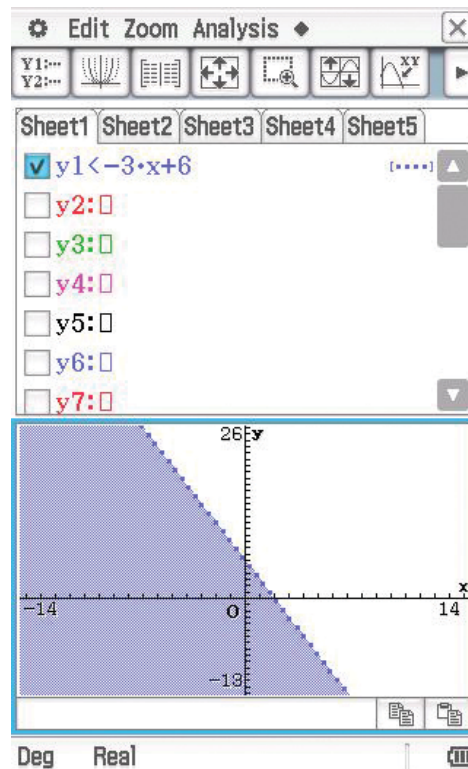 Edit Zoom Analysis ◆
Y1:··· XY
Y2:···
Sheet1 Sheet2 Sheet3 Sheet4 Sheet5
y1<-3·x+6
y2:▯
y3:▯
y4:▯
y5:▯
y6:▯
y7:▯
26 y
x
-14 O 14
-13
Deg Real